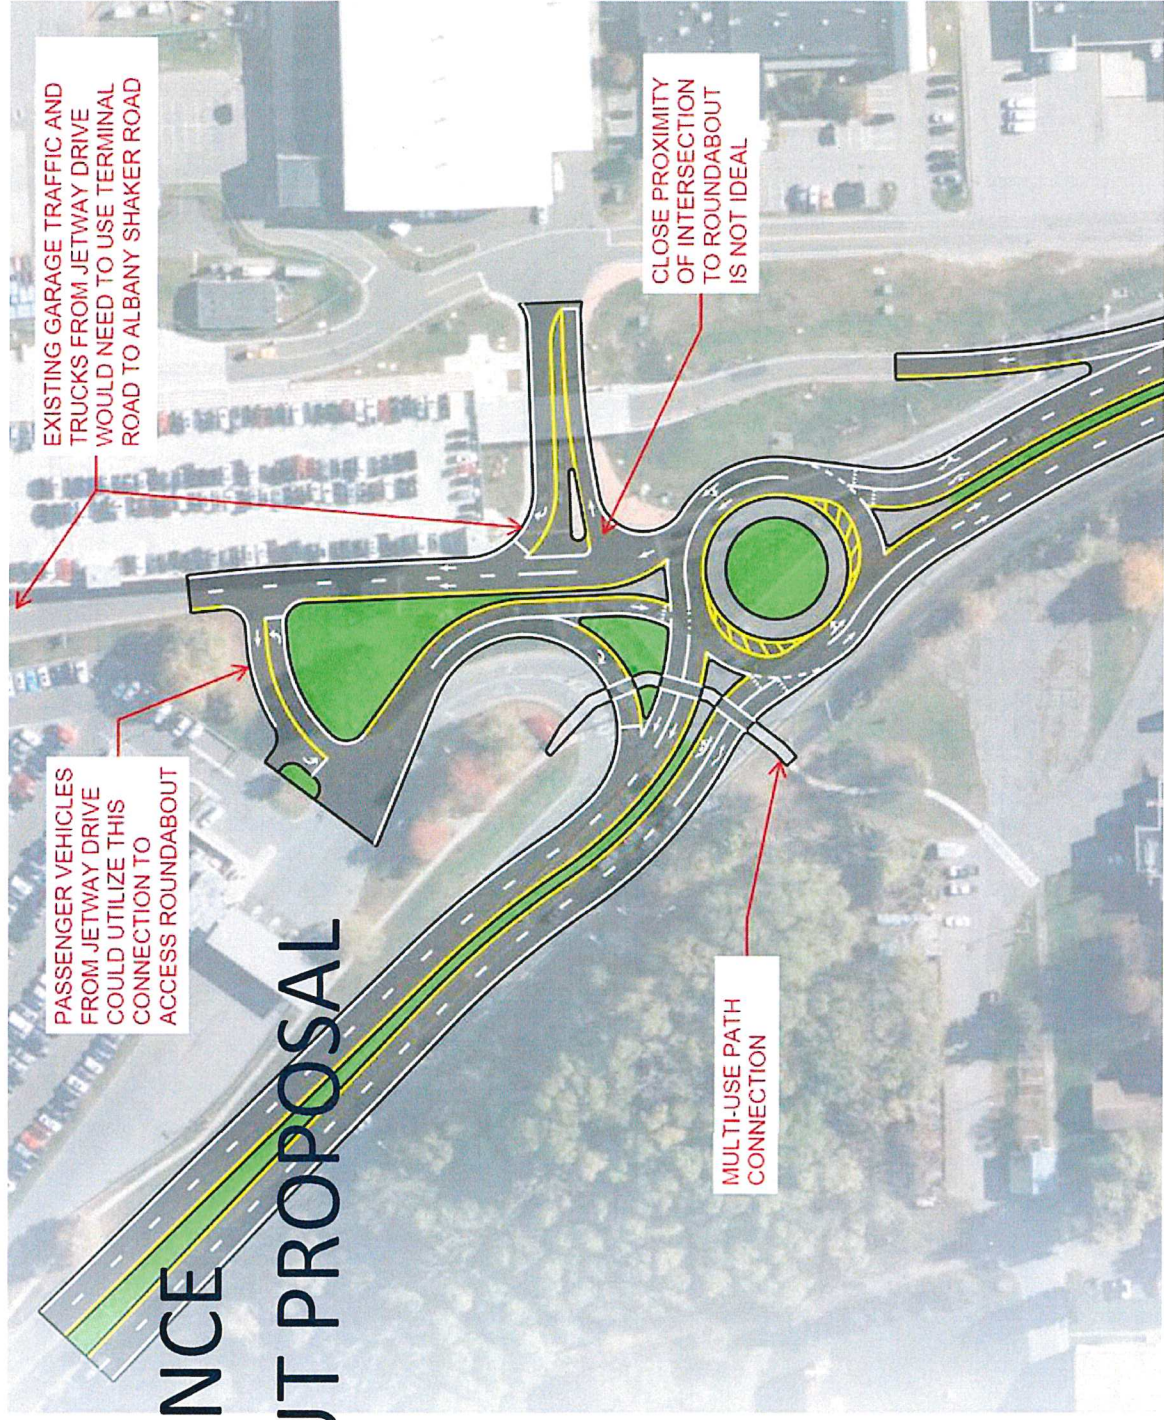 EXISTING GARAGE TRAFFIC AND
TRUCKS FROM JETWAY DRIVE
WOULD NEED TO USE TERMINAL
ROAD TO ALBANY SHAKER ROAD
CLOSE PROXIMITY
OF INTERSECTION
TO ROUNDABOUT
IS NOT IDEAL
PASSENGER VEHICLES
FROM JETWAY DRIVE
COULD UTILIZE THIS
CONNECTION TO
ACCESS ROUNDABOUT
MULTI-USE PATH
CONNECTION
NCE
UT PROPOSAL